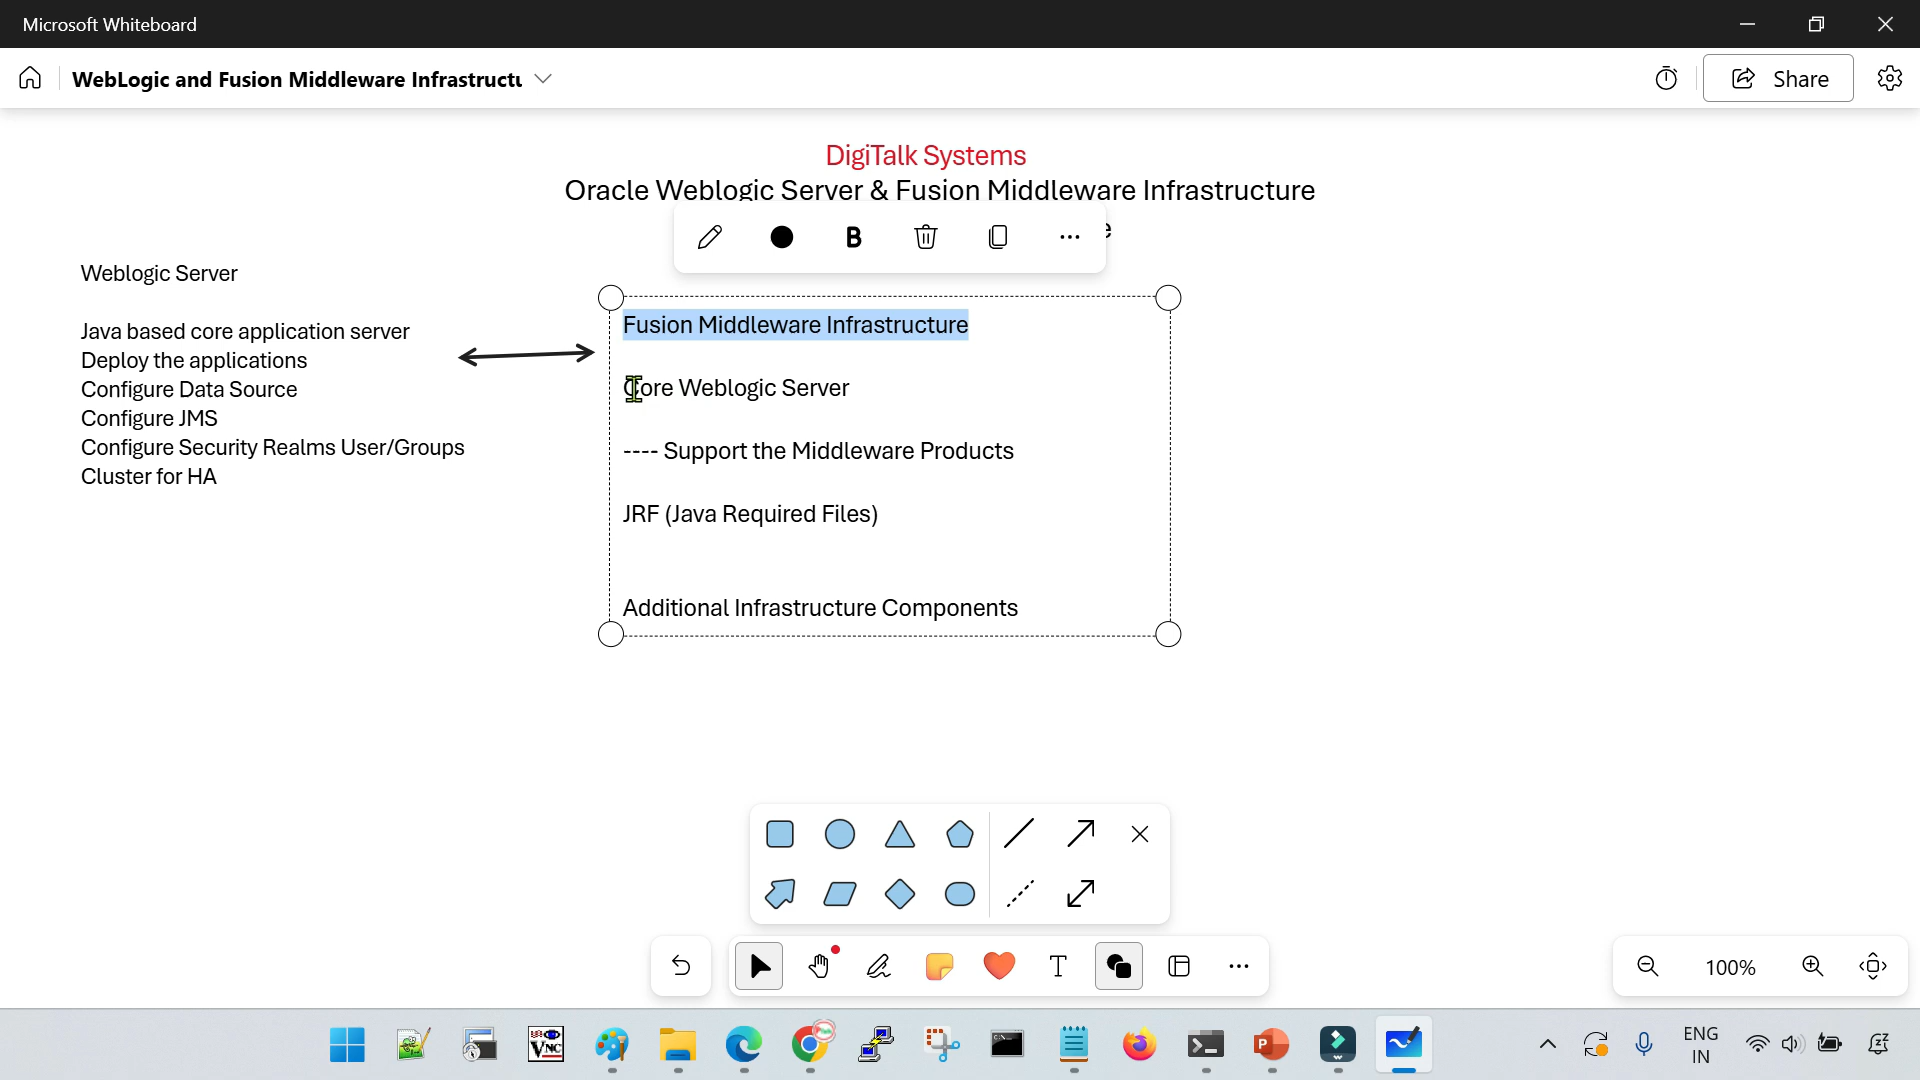 Microsoft Whiteboard
WebLogic and Fusion Middleware Infrastructu
Share
DigiTalk Systems
Oracle Weblogic Server & Fusion Middleware Infrastructure
Weblogic Server
Java based core application server
Deploy the applications
Configure Data Source
Configure JMS
Configure Security Realms User/Groups
Cluster for HA
B
Fusion Middleware Infrastructure
Core Weblogic Server
---- Support the Middleware Products
JRF (Java Required Files)
Additional Infrastructure Components
T
100%
VNC
ENG
IN